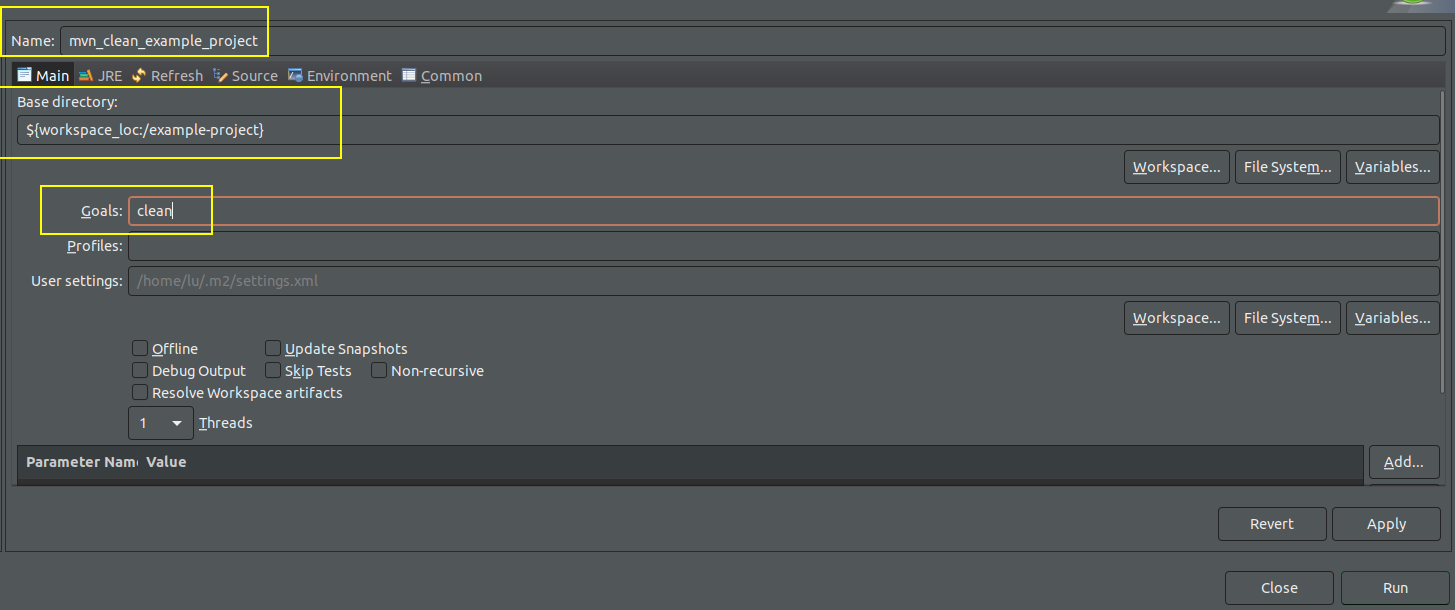 Name: mvn_clean_example_project
Main JRE Refresh Source Environment Common
Base directory:
${workspace_loc:/example-project}
Workspace... File System... Variables...
Goals: clean
Profiles:
User settings: /home/lu/.m2/settings.xml
Workspace... File System... Variables...
Offline Update Snapshots
Debug Output Skip Tests Non-recursive
Resolve Workspace artifacts
1 Threads
Parameter Name Value Add...
Revert Apply
Close Run